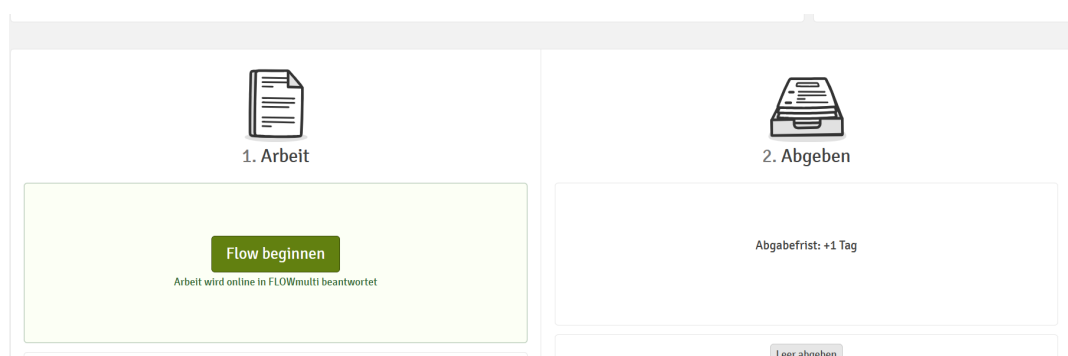 1. Arbeit
Flow beginnen
Arbeit wird online in FLOWmulti beantwortet
2. Abgeben
Abgabefrist: +1 Tag
Leer abgeben